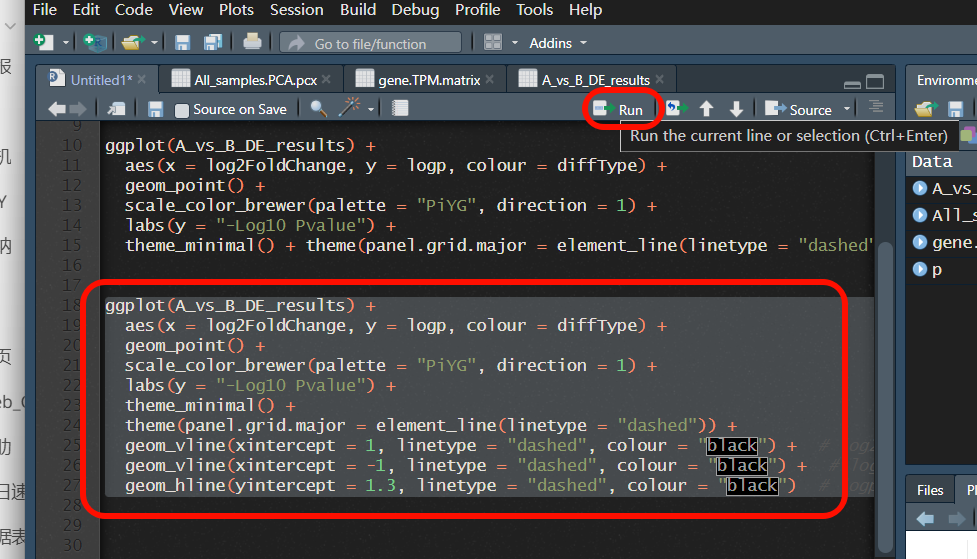 File Edit Code View Plots Session Build Debug Profile Tools Help
Go to file/function Addins
Untitled1* All_samples.PCA.pcx gene.TPM.matrix A_vs_B_DE_results Environme
Source on Save Run Source
Run the current line or selection (Ctrl+Enter)
报
机
Y
纳
页
eb_C
助
日速
据表
9
10 ggplot(A_vs_B_DE_results) +
11 aes(x = log2FoldChange, y = logp, colour = diffType) +
12 geom_point() +
13 scale_color_brewer(palette = "PiYG", direction = 1) +
14 labs(y = "-Log10 Pvalue") +
15 theme_minimal() + theme(panel.grid.major = element_line(linetype = "dashed"
16
17
18 ggplot(A_vs_B_DE_results) +
19 aes(x = log2FoldChange, y = logp, colour = diffType) +
20 geom_point() +
21 scale_color_brewer(palette = "PiYG", direction = 1) +
22 labs(y = "-Log10 Pvalue") +
23 theme_minimal() +
24 theme(panel.grid.major = element_line(linetype = "dashed")) +
25 geom_vline(xintercept = 1, linetype = "dashed", colour = "black") + #
26 geom_vline(xintercept = -1, linetype = "dashed", colour = "black") + #
27 geom_hline(yintercept = 1.3, linetype = "dashed", colour = "black") #
28
29
30
Data
A_vs_
All_s
gene.
p
Files